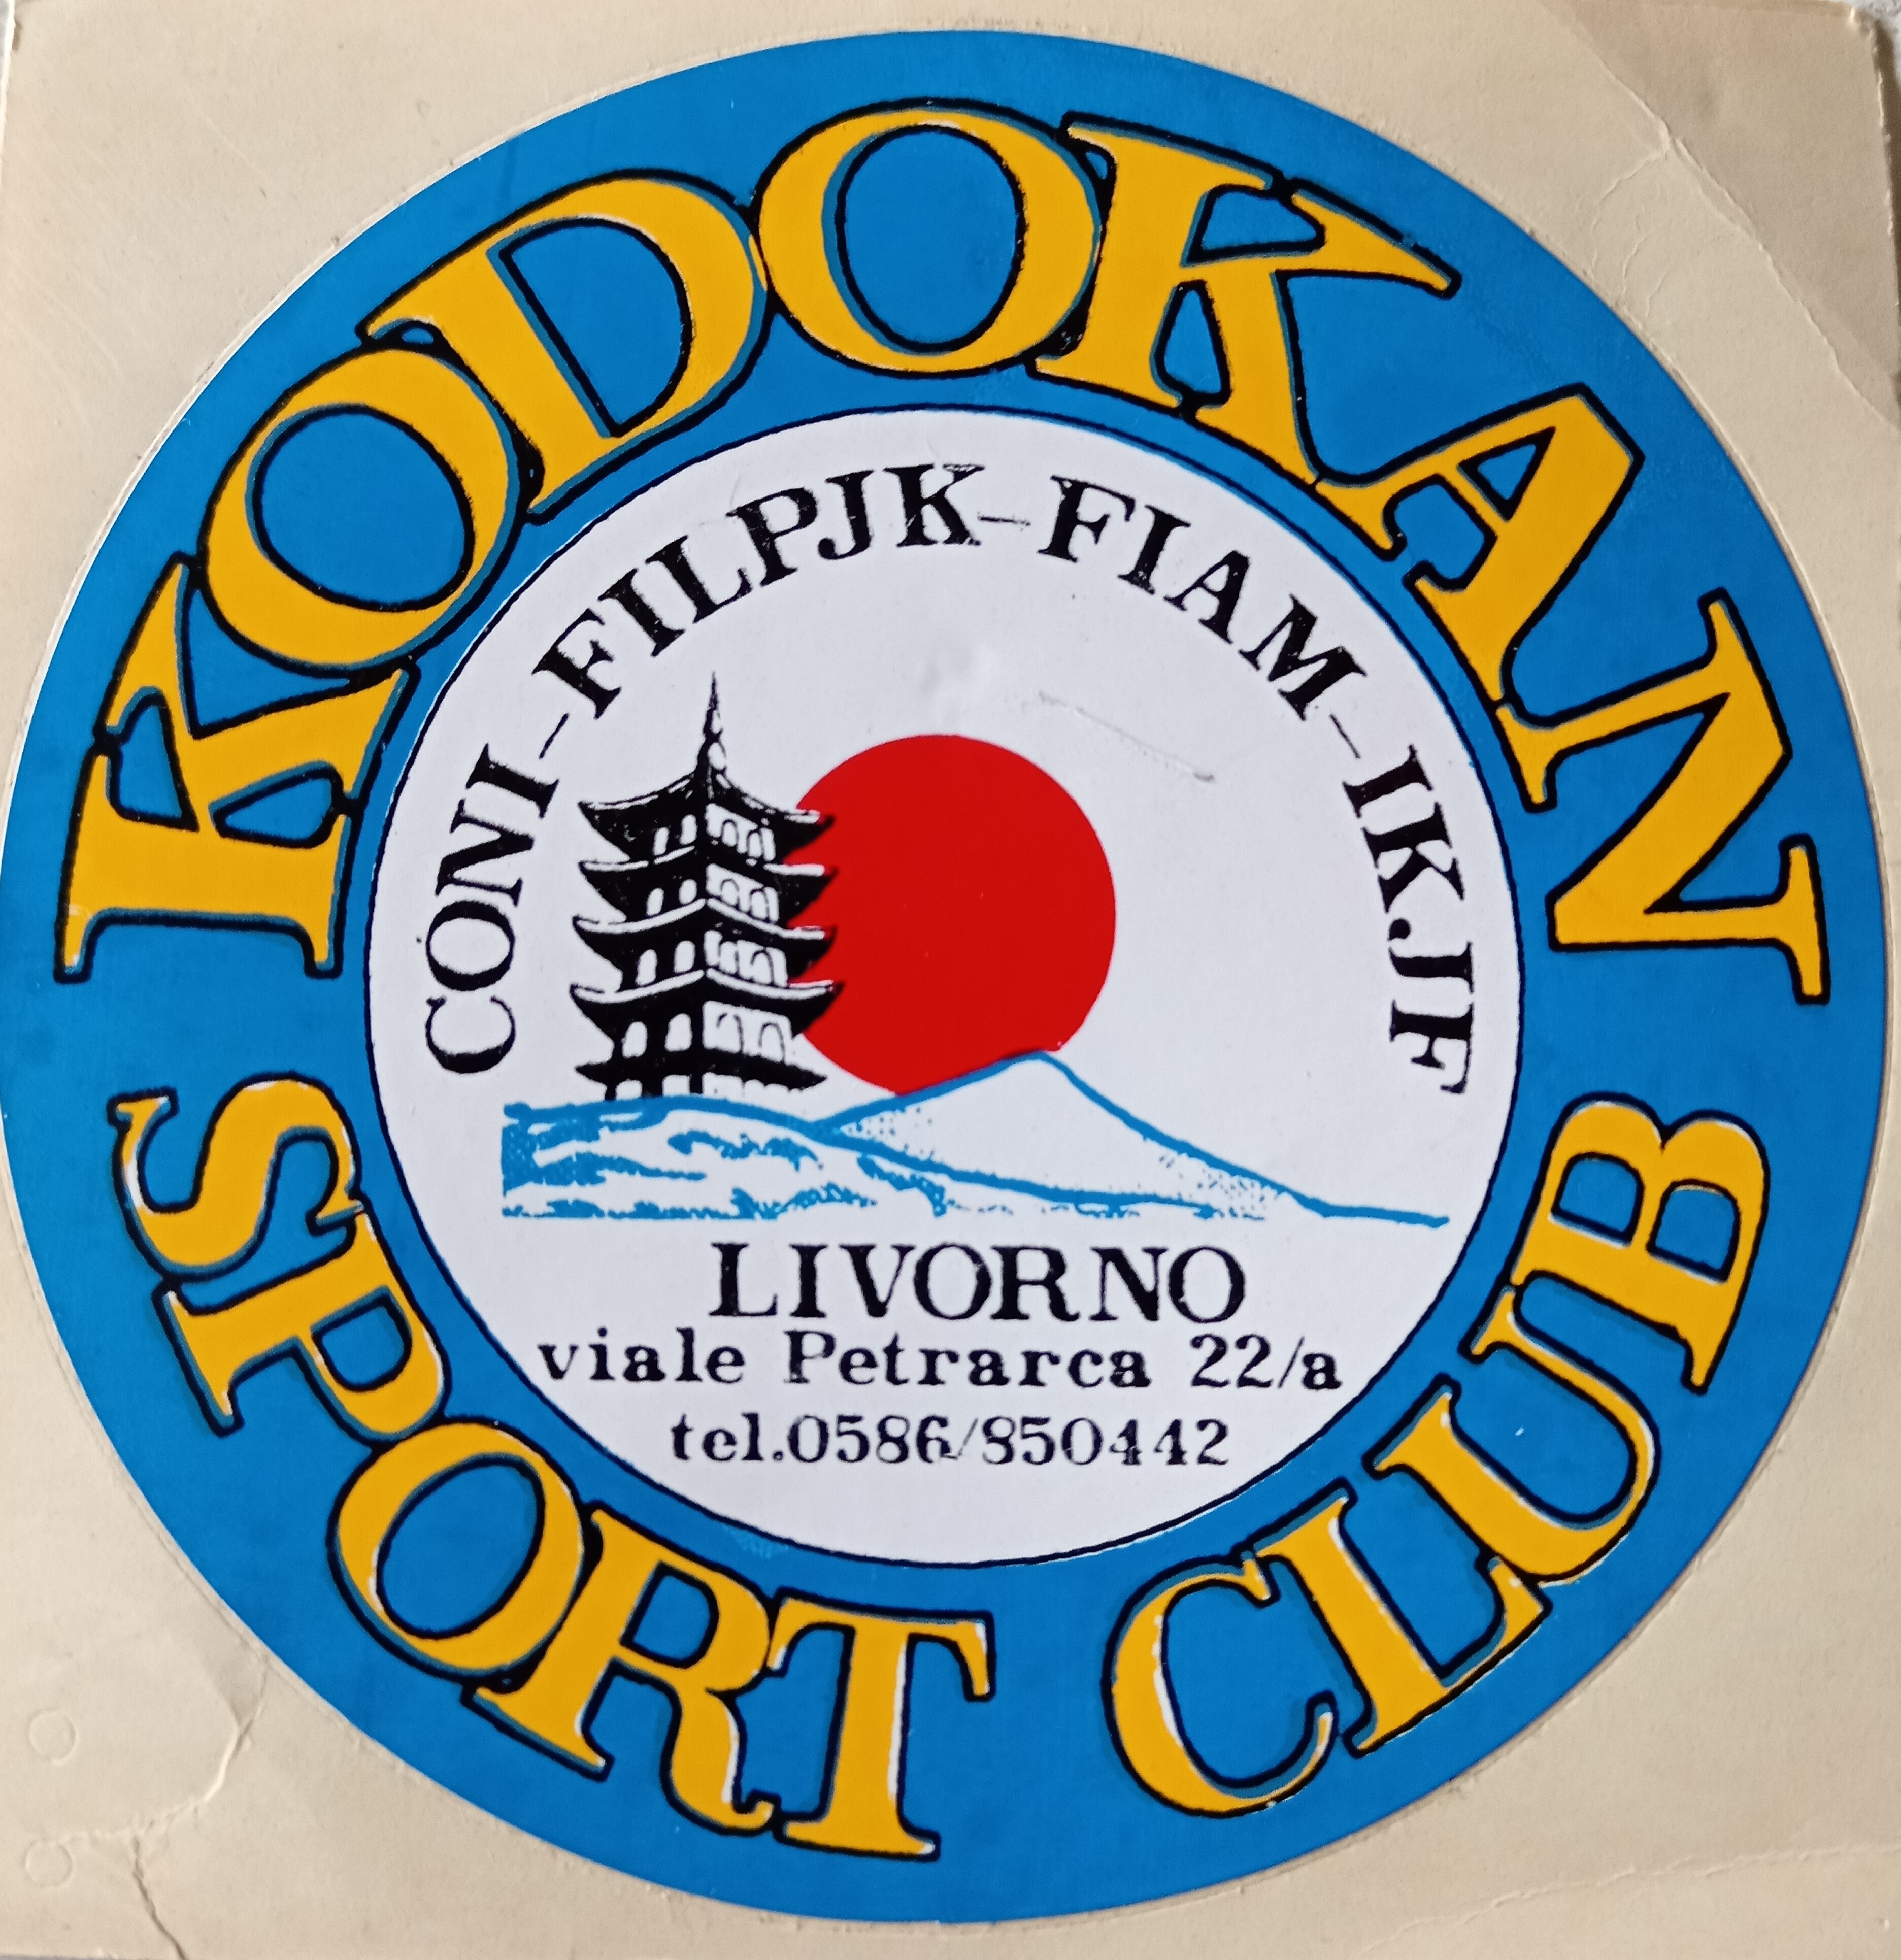 KODOKAN
CONI-FILPJK-FIAM-IKJF
LIVORNO
viale Petrarca 22/a
tel.0586/850442
SPORT CLUB